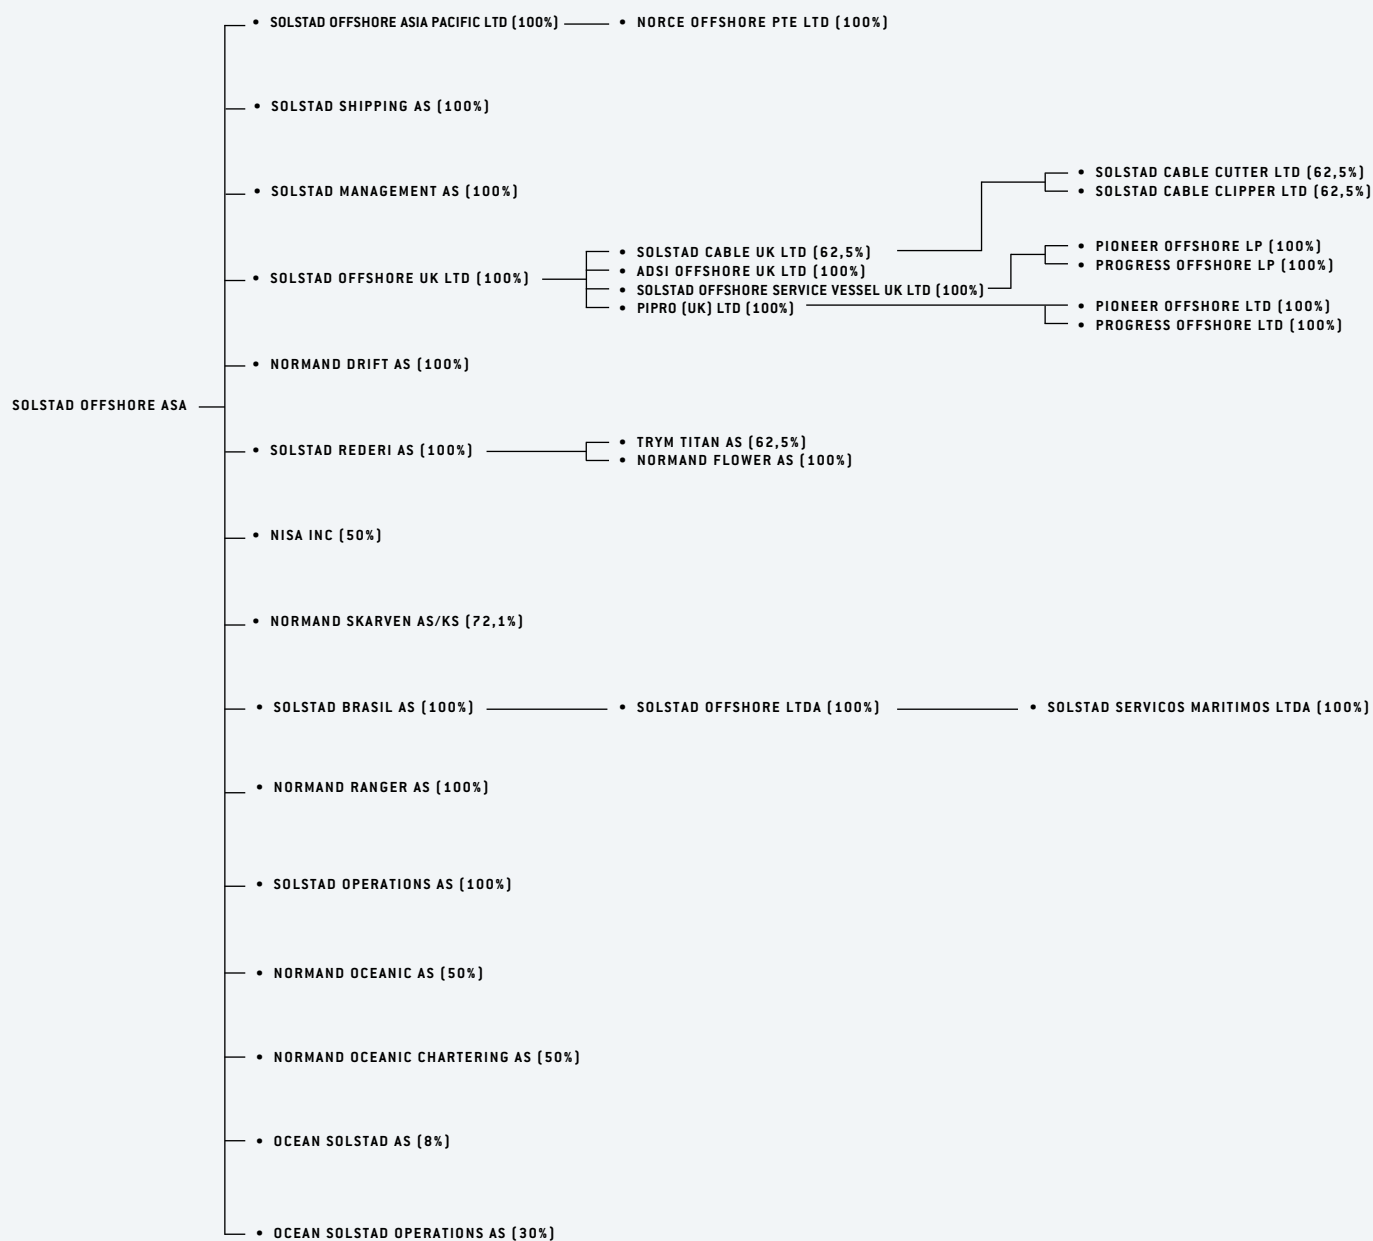 SOLSTAD OFFSHORE ASIA PACIFIC LTD (100%)
NORCE OFFSHORE PTE LTD (100%)
SOLSTAD SHIPPING AS (100%)
SOLSTAD CABLE CUTTER LTD (62,5%)
SOLSTAD MANAGEMENT AS (100%)
SOLSTAD CABLE CLIPPER LTD (62,5%)
SOLSTAD CABLE UK LTD (62,5%)
PIONEER OFFSHORE LP (100%)
ADSI OFFSHORE UK LTD (100%)
PROGRESS OFFSHORE LP (100%)
SOLSTAD OFFSHORE UK LTD (100%)
SOLSTAD OFFSHORE SERVICE VESSEL UK LTD (100%)
PIPRO (UK) LTD (100%)
PIONEER OFFSHORE LTD (100%)
PROGRESS OFFSHORE LTD (100%)
NORMAND DRIFT AS (100%)
SOLSTAD OFFSHORE ASA
SOLSTAD REDERI AS (100%)
TRYM TITAN AS (62,5%)
NORMAND FLOWER AS (100%)
NISA INC (50%)
NORMAND SKARVEN AS/KS (72,1%)
SOLSTAD BRASIL AS (100%)
SOLSTAD OFFSHORE LTDA (100%)
SOLSTAD SERVICOS MARITIMOS LTDA (100%)
NORMAND RANGER AS (100%)
SOLSTAD OPERATIONS AS (100%)
NORMAND OCEANIC AS (50%)
NORMAND OCEANIC CHARTERING AS (50%)
OCEAN SOLSTAD AS (8%)
OCEAN SOLSTAD OPERATIONS AS (30%)